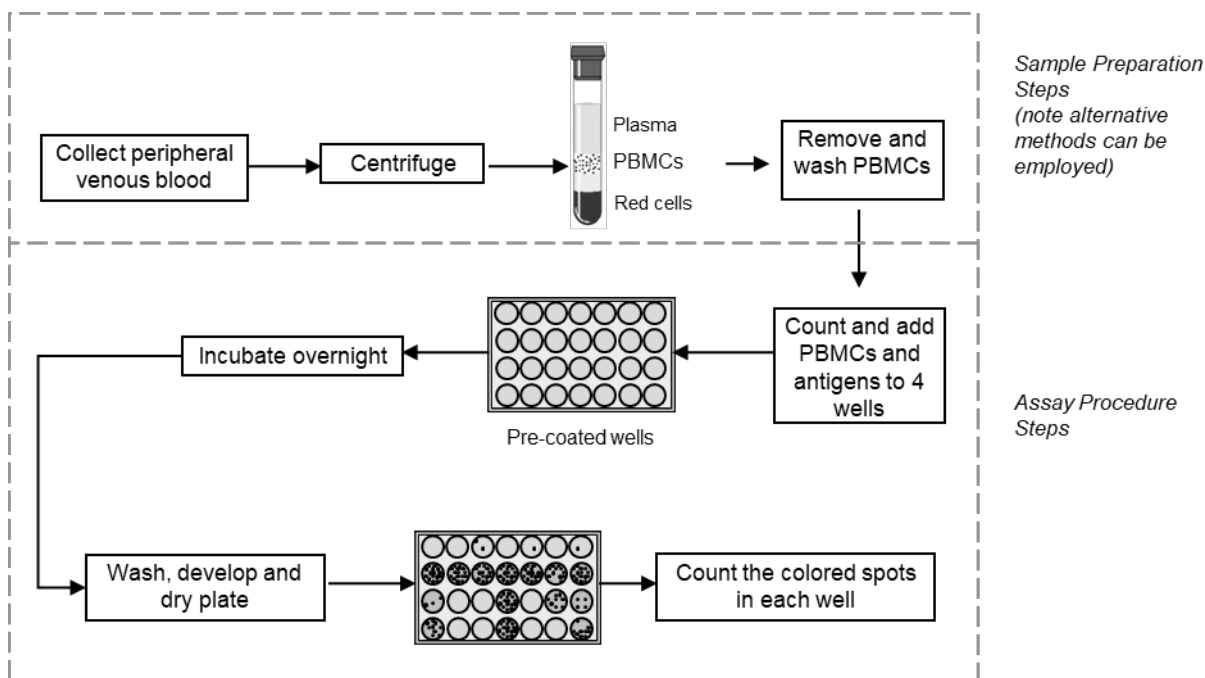 Collect peripheral
venous blood
Centrifuge
Plasma
PBMCs
Red cells
Remove and
wash PBMCs
Sample Preparation
Steps
(note alternative
methods can be
employed)
Count and add
PBMCs and
antigens to 4
wells
Pre-coated wells
Incubate overnight
Assay Procedure
Steps
Wash, develop and
dry plate
Count the colored spots
in each well